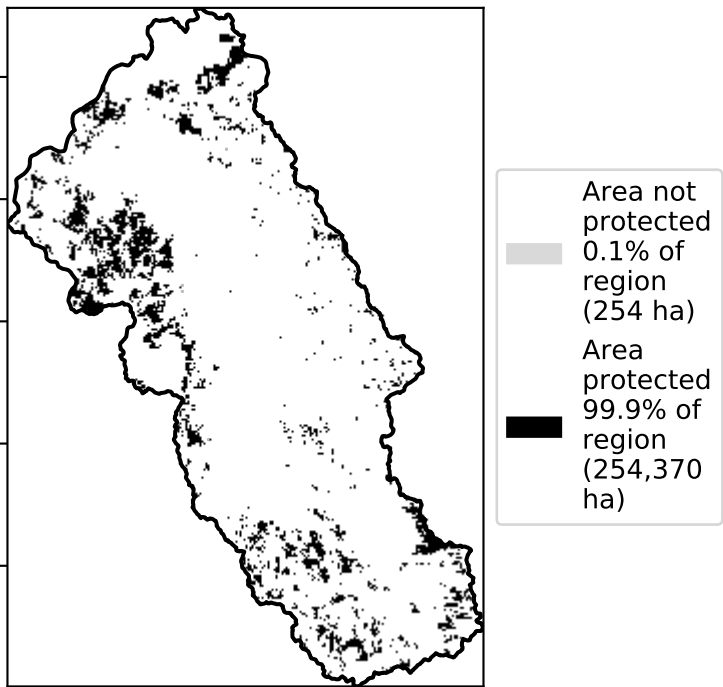 Area not
protected
0.1% of
region
(254 ha)
Area
protected
99.9% of
region
(254,370
ha)